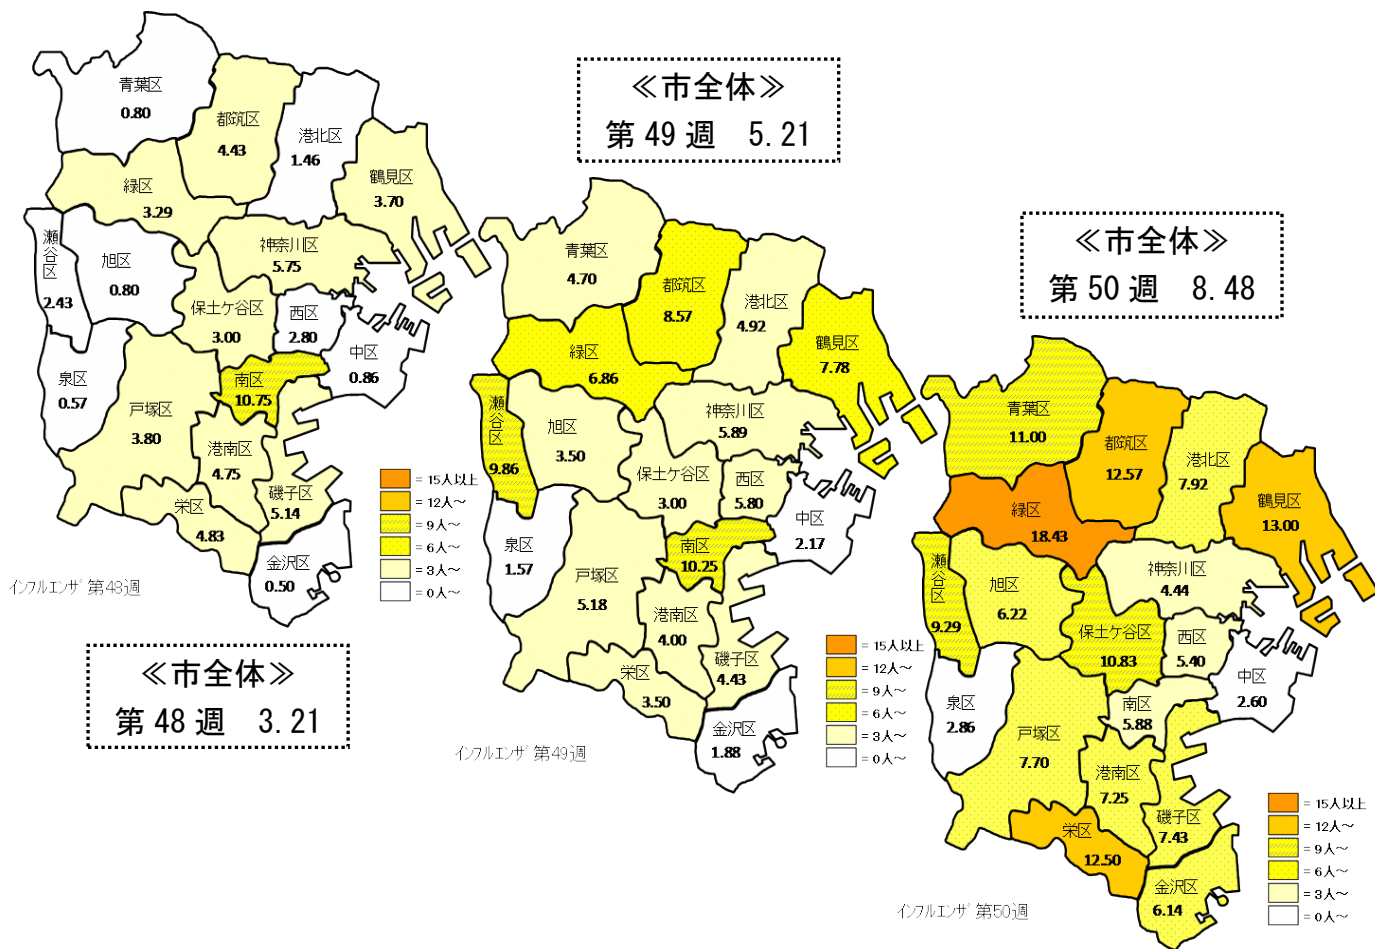 青葉区
0.80
都筑区
4.43
港北区
1.46
緑区
3.29
鶴見区
3.70
瀬谷区
2.43
旭区
0.80
神奈川区
5.75
保土ケ谷区
3.00
西区
2.80
中区
0.86
泉区
0.57
戸塚区
3.80
南区
10.75
港南区
4.75
磯子区
5.14
栄区
4.83
金沢区
0.50
インフルエンザ 第48週
=15人以上
=12人～
=9人～
=6人～
=3人～
=0人～
≪市全体≫
第 48 週 3.21
≪市全体≫
第 49 週 5.21
青葉区
4.70
都筑区
8.57
港北区
4.92
緑区
6.86
鶴見区
7.78
瀬谷区
9.86
旭区
3.50
神奈川区
5.89
保土ケ谷区
3.00
西区
5.80
中区
2.17
泉区
1.57
戸塚区
5.18
南区
10.25
港南区
4.00
磯子区
4.43
栄区
3.50
金沢区
1.88
インフルエンザ 第49週
=15人以上
=12人～
=9人～
=6人～
=3人～
=0人～
≪市全体≫
第 50 週 8.48
青葉区
11.00
都筑区
12.57
港北区
7.92
緑区
18.43
鶴見区
13.00
瀬谷区
9.29
旭区
6.22
神奈川区
4.44
保土ケ谷区
10.83
西区
5.40
中区
2.60
泉区
2.86
戸塚区
7.70
南区
5.88
港南区
7.25
磯子区
7.43
栄区
12.50
金沢区
6.14
インフルエンザ 第50週
=15人以上
=12人～
=9人～
=6人～
=3人～
=0人～